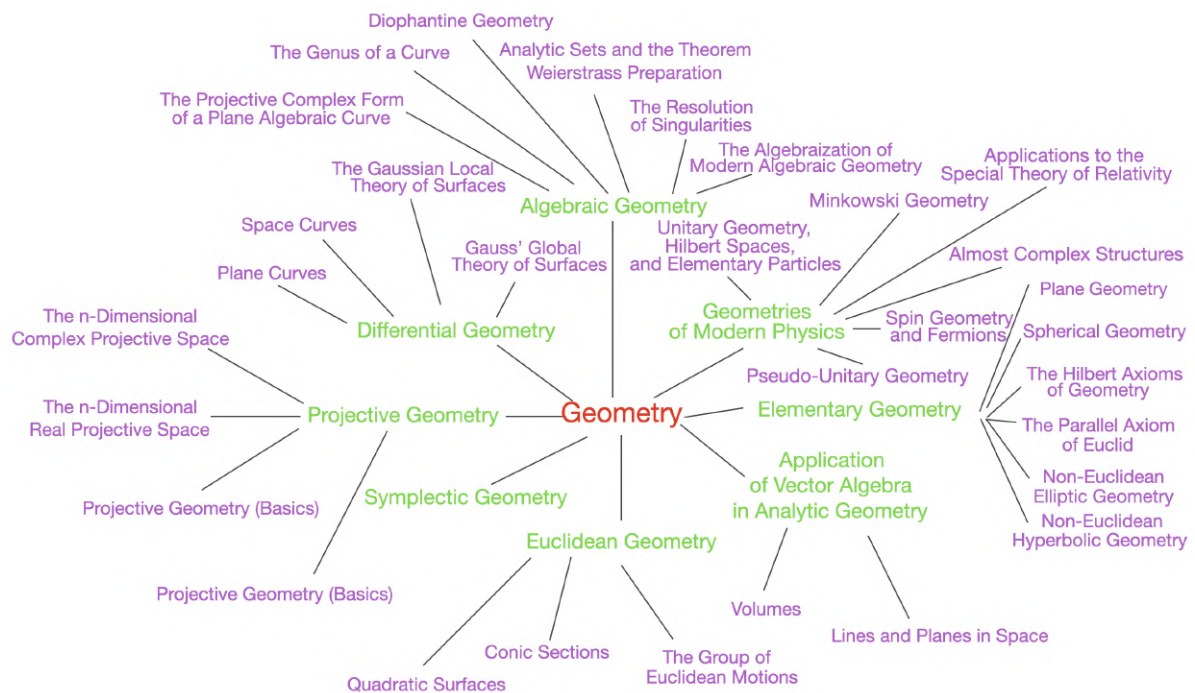 Diophantine Geometry
The Genus of a Curve
Analytic Sets and the Theorem
Weierstrass Preparation
The Projective Complex Form
of a Plane Algebraic Curve
The Resolution
of Singularities
The Algebraization of
Modern Algebraic Geometry
Applications to the
Special Theory of Relativity
The Gaussian Local
Theory of Surfaces
Algebraic Geometry
Minkowski Geometry
Space Curves
Gauss' Global
Theory of Surfaces
Unitary Geometry,
Hilbert Spaces,
and Elementary Particles
Almost Complex Structures
Plane Curves
Plane Geometry
The n-Dimensional
Complex Projective Space
Differential Geometry
Geometries
of Modern Physics
Spin Geometry
and Fermions
Spherical Geometry
Pseudo-Unitary Geometry
The Hilbert Axioms
of Geometry
The n-Dimensional
Real Projective Space
Projective Geometry
Geometry
Elementary Geometry
The Parallel Axiom
of Euclid
Application
of Vector Algebra
in Analytic Geometry
Non-Euclidean
Elliptic Geometry
Projective Geometry (Basics)
Symplectic Geometry
Non-Euclidean
Hyperbolic Geometry
Euclidean Geometry
Projective Geometry (Basics)
Volumes
Lines and Planes in Space
Conic Sections
The Group of
Euclidean Motions
Quadratic Surfaces